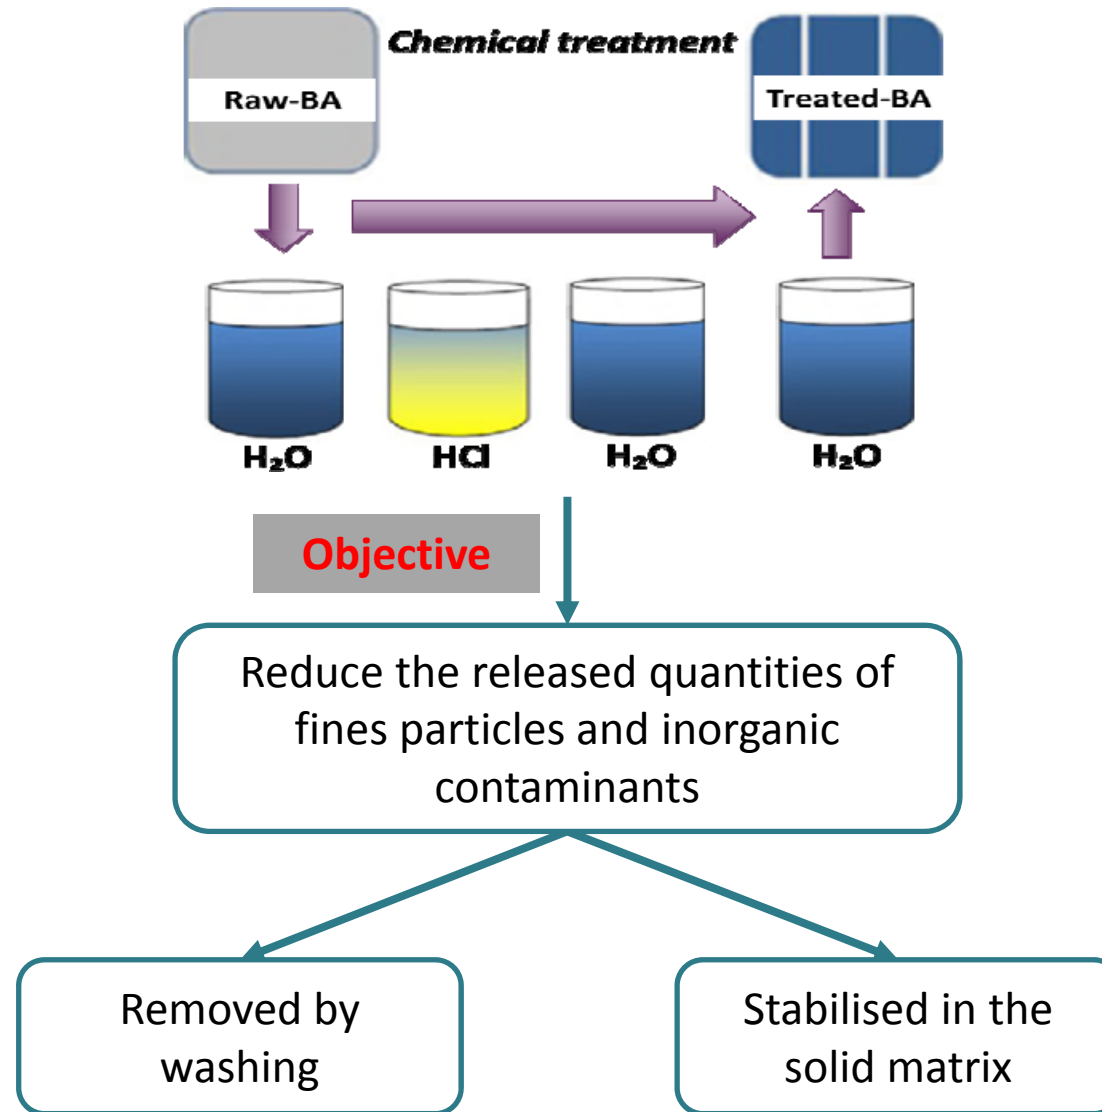 Chemical treatment
Raw-BA
Treated-BA
H₂O
HCl
H₂O
H₂O
Objective
Reduce the released quantities of
fines particles and inorganic
contaminants
Removed by
washing
Stabilised in the
solid matrix